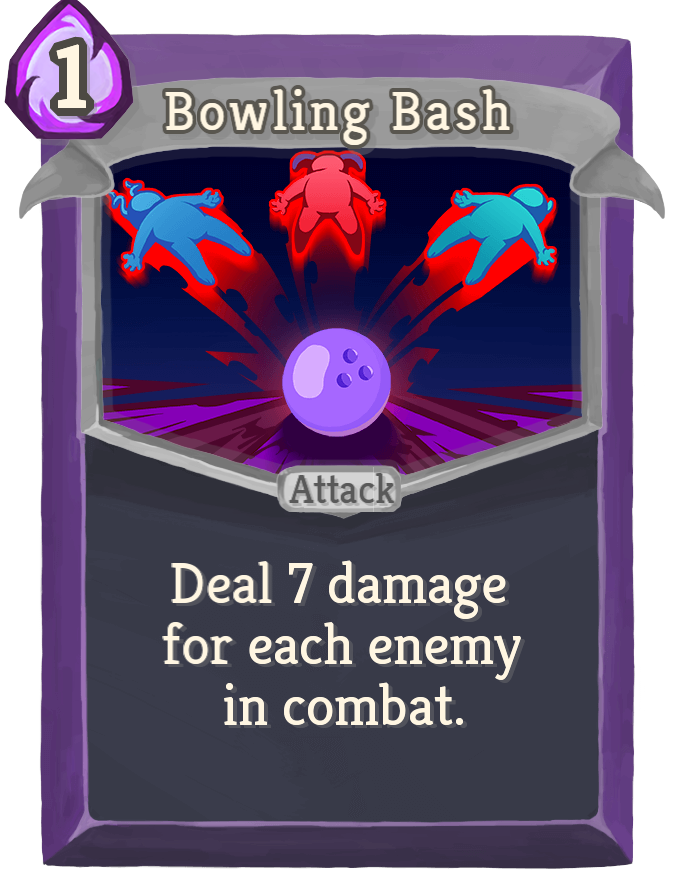 1
Bowling Bash
Attack
Deal 7 damage
for each enemy
in combat.